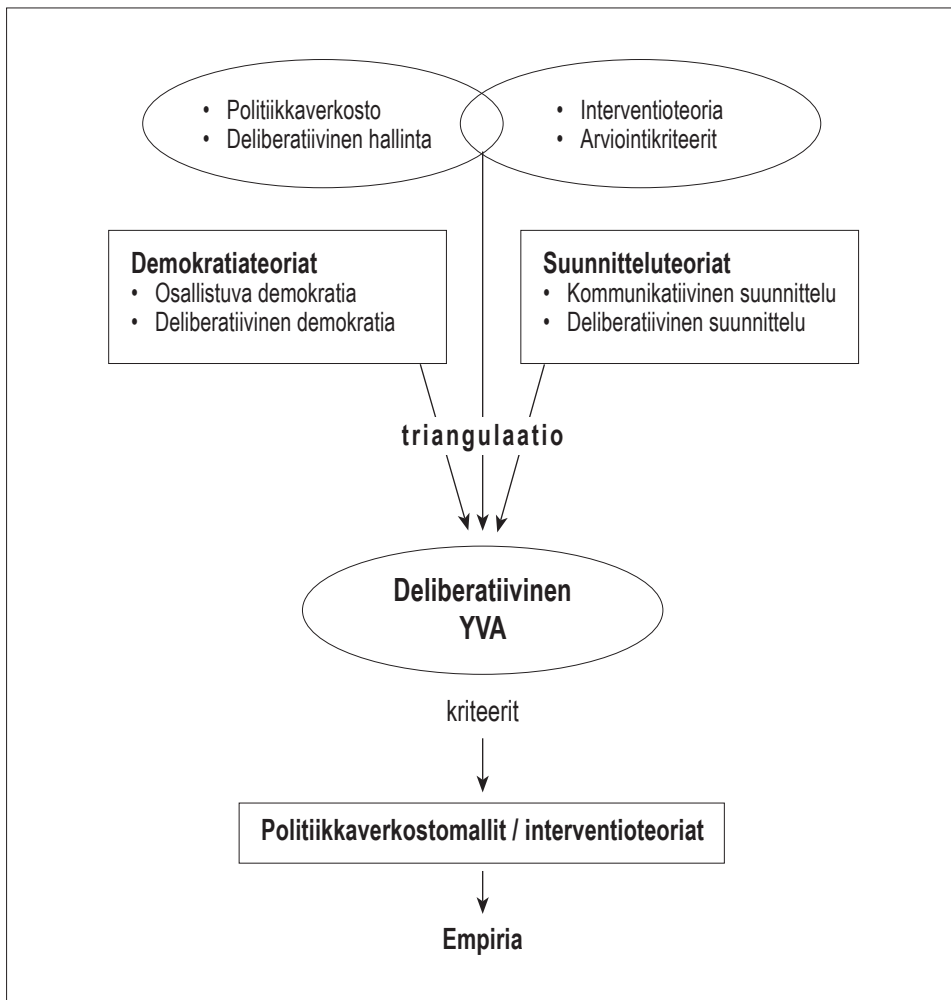 • Politiikkaverkosto
• Deliberatiivinen hallinta
• Interventioteoria
• Arviointikriteerit
Demokratiateoriat
• Osallistuva demokratia
• Deliberatiivinen demokratia
Suunnitteluteoriat
• Kommunikatiivinen suunnittelu
• Deliberatiivinen suunnittelu
triangulaatio
Deliberatiivinen
YVA
kriteerit
Politiikkaverkostomallit / interventioteoriat
Empiria